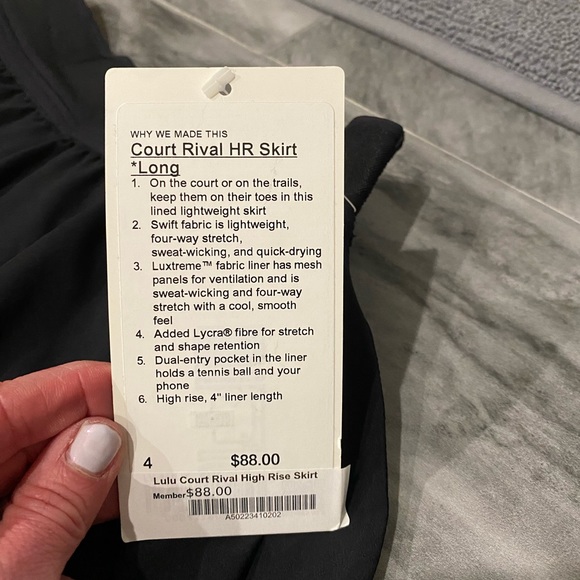 WHY WE MADE THIS
Court Rival HR Skirt
*Long
1. On the court or on the trails,
keep them on their toes in this
lined lightweight skirt
2. Swift fabric is lightweight,
four-way stretch,
sweat-wicking, and quick-drying
3. Luxtreme™ fabric liner has mesh
panels for ventilation and is
sweat-wicking and four-way
stretch with a cool, smooth
feel
4. Added Lycra® fibre for stretch
and shape retention
5. Dual-entry pocket in the liner
holds a tennis ball and your
phone
6. High rise, 4" liner length
4 $88.00
Lulu Court Rival High Rise Skirt
Member$88.00
A50223410202